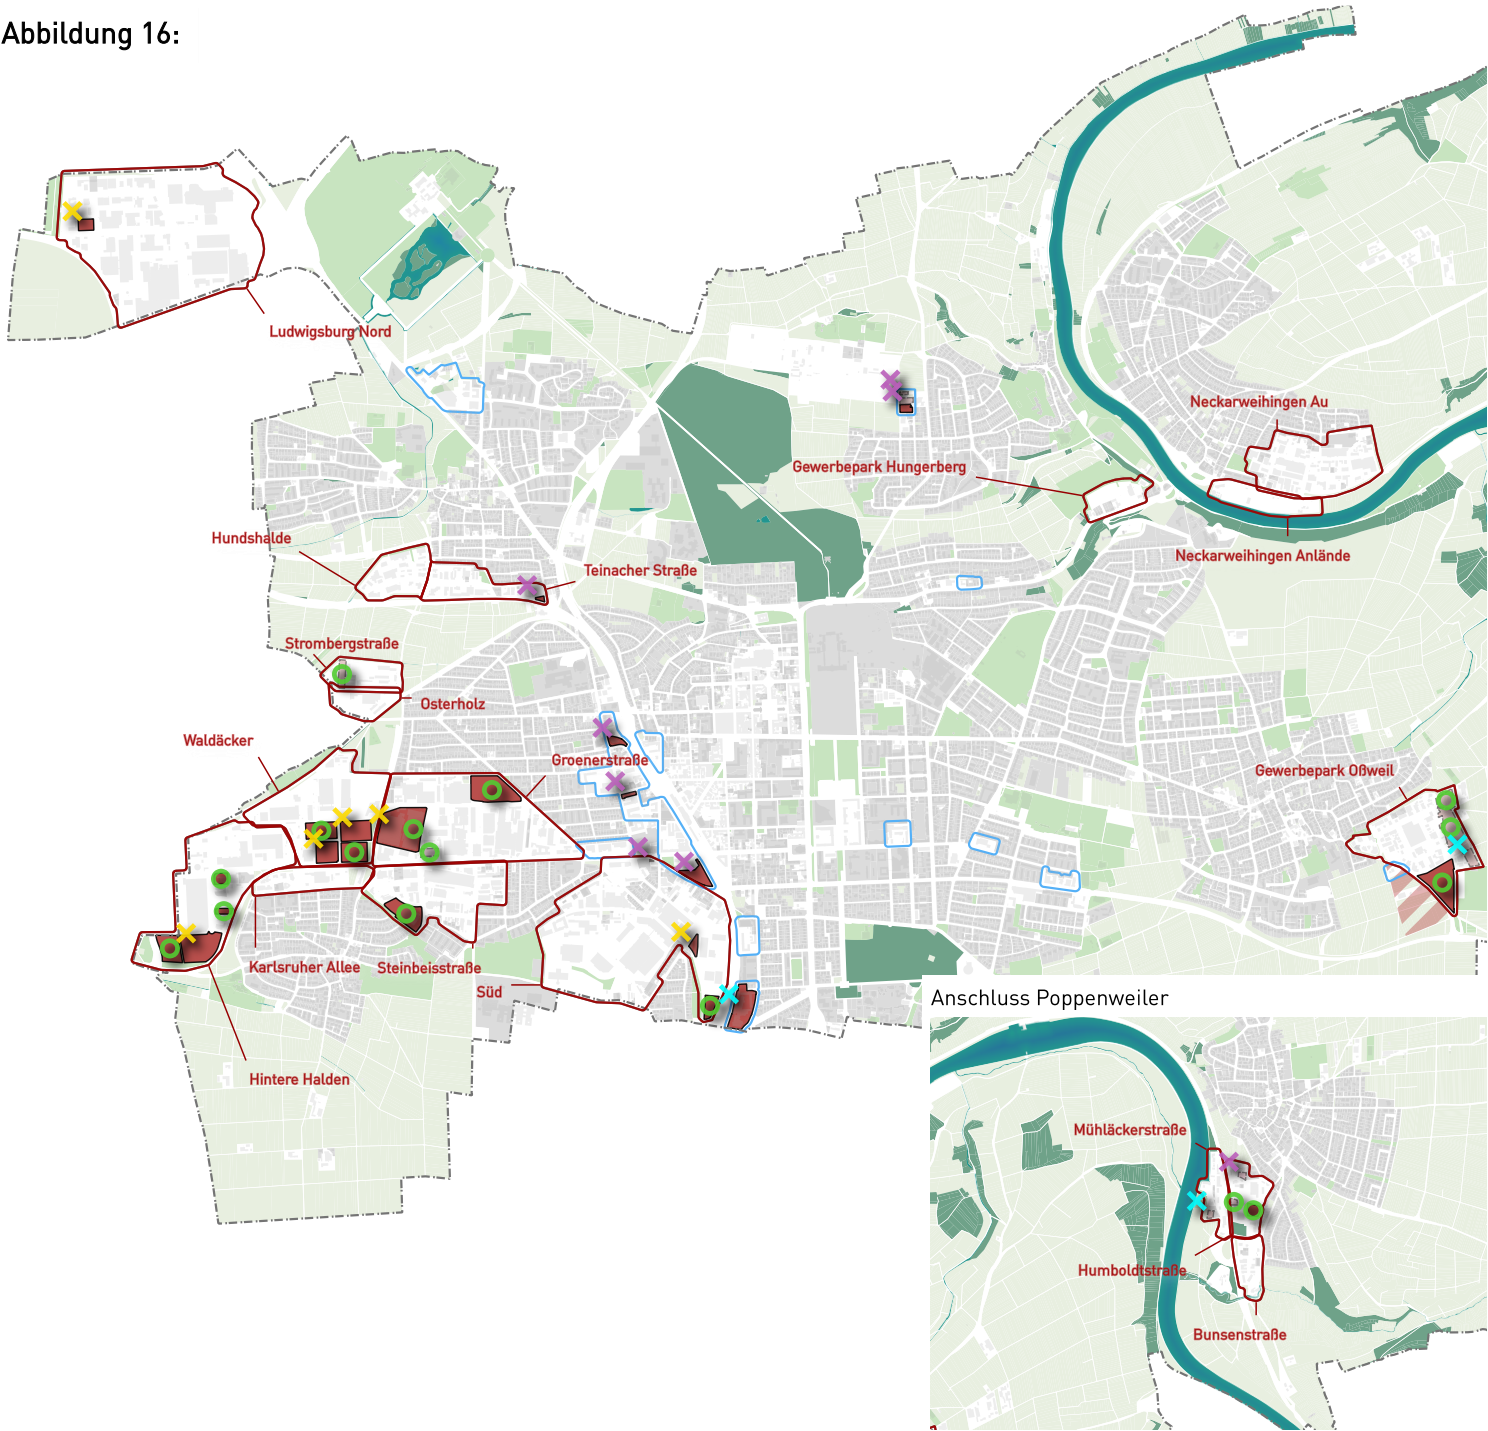 Abbildung 16:
Ludwigsburg Nord
Neckarweihingen Au
Gewerbepark Hungerberg
Hundshalde
Neckarweihingen Anlände
Teinacher Straße
Strombergstraße
Osterholz
Waldäcker
Groenerstraße
Gewerbepark Oßweil
Karlsruher Allee
Steinbeisstraße
Süd
Hintere Halden
Anschluss Poppenweiler
Mühläckerstraße
Humboldtstraße
Bunsenstraße